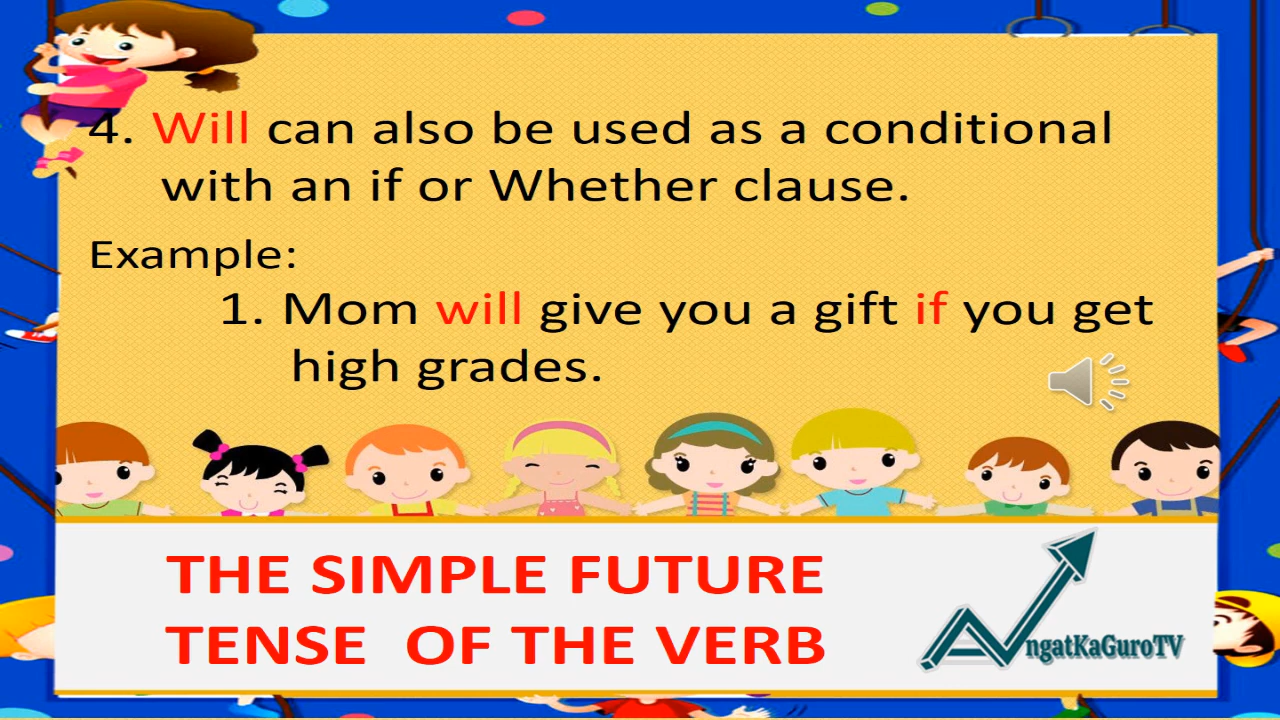 4. Will can also be used as a conditional
with an if or Whether clause.
Example:
1. Mom will give you a gift if you get
high grades.
THE SIMPLE FUTURE
TENSE OF THE VERB
AngatKaGuroTV